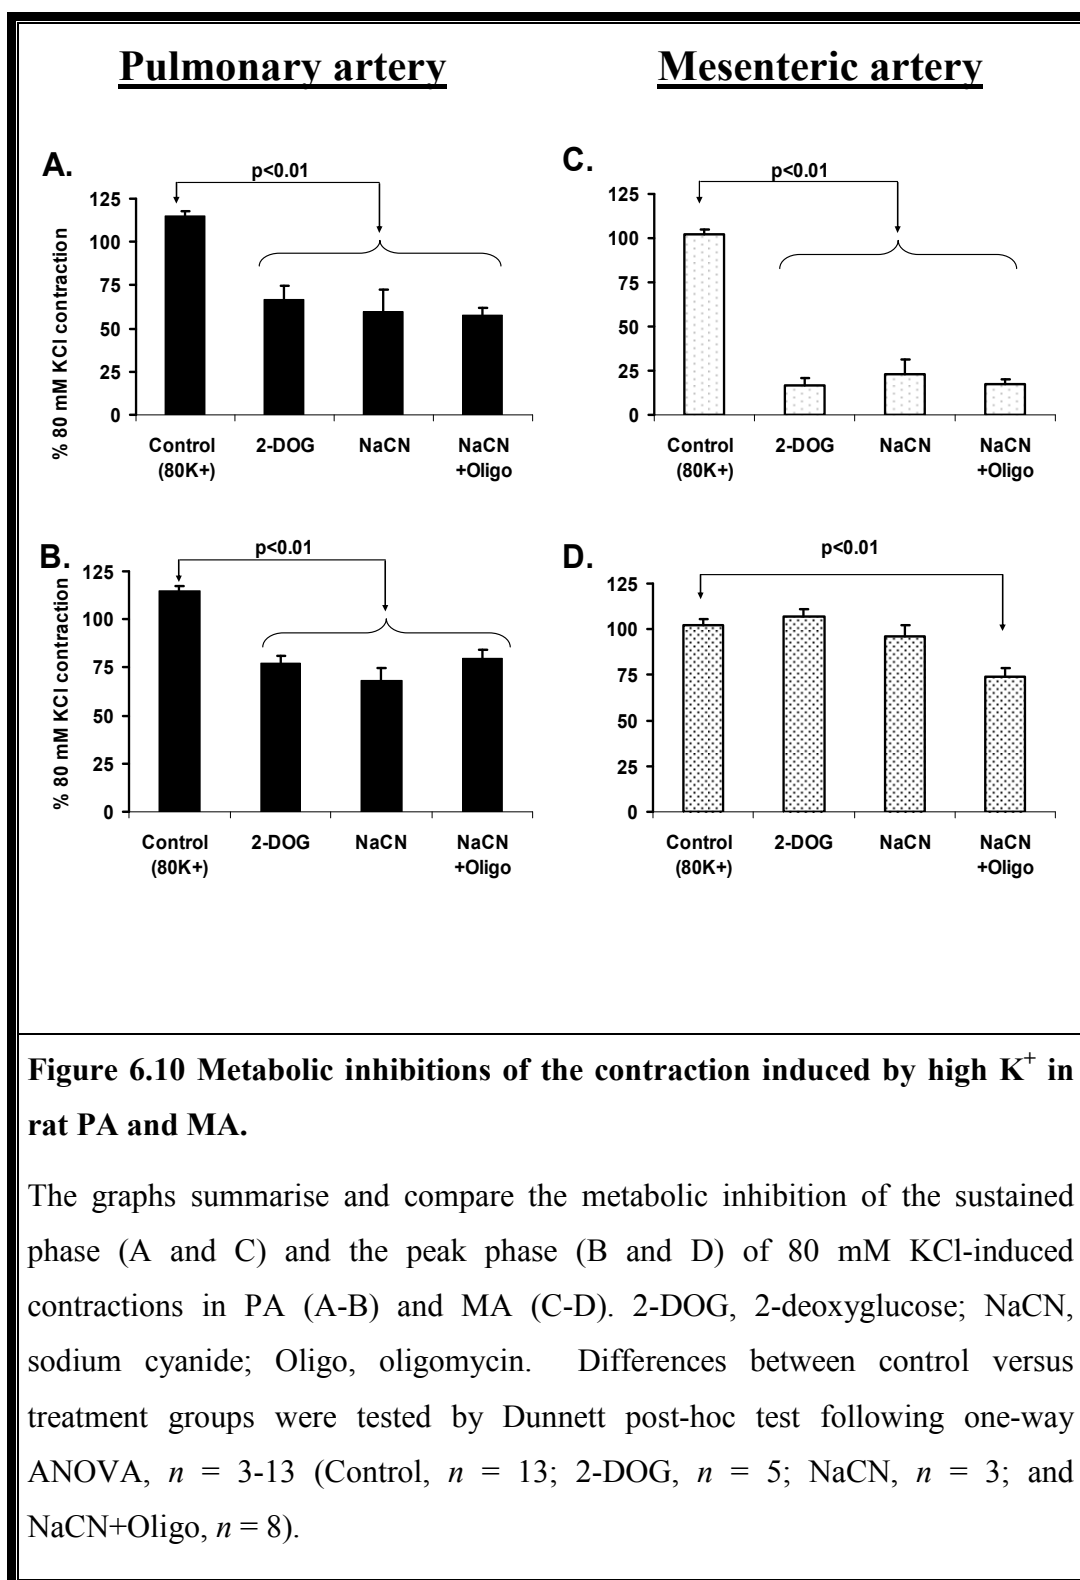 Pulmonary artery
Mesenteric artery
A.
p<0.01
% 80 mM KCl contraction
125
100
75
50
25
0
Control
(80K+)
2-DOG
NaCN
NaCN
+Oligo
C.
p<0.01
125
100
75
50
25
0
Control
(80K+)
2-DOG
NaCN
NaCN
+Oligo
B.
p<0.01
% 80 mM KCl contraction
125
100
75
50
25
0
Control
(80K+)
2-DOG
NaCN
NaCN
+Oligo
D.
p<0.01
125
100
75
50
25
0
Control
(80K+)
2-DOG
NaCN
NaCN
+Oligo
Figure 6.10 Metabolic inhibitions of the contraction induced by high K⁺ in
rat PA and MA.
The graphs summarise and compare the metabolic inhibition of the sustained
phase (A and C) and the peak phase (B and D) of 80 mM KCl-induced
contractions in PA (A-B) and MA (C-D). 2-DOG, 2-deoxyglucose; NaCN,
sodium cyanide; Oligo, oligomycin. Differences between control versus
treatment groups were tested by Dunnett post-hoc test following one-way
ANOVA, n = 3-13 (Control, n = 13; 2-DOG, n = 5; NaCN, n = 3; and
NaCN+Oligo, n = 8).